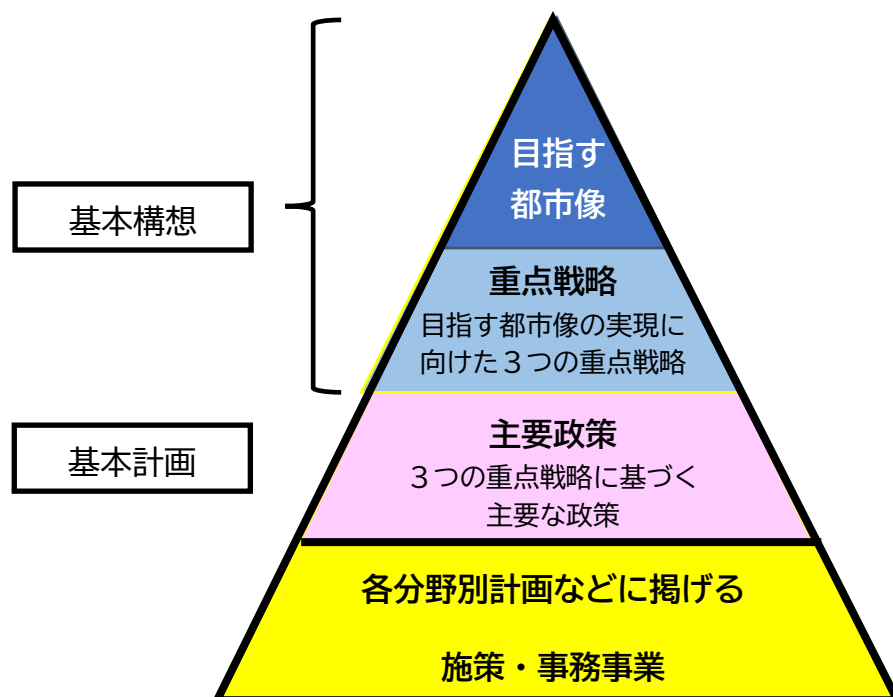 基本構想
目指す
都市像
重点戦略
目指す都市像の実現に
向けた３つの重点戦略
基本計画
主要政策
３つの重点戦略に基づく
主要な政策
各分野別計画などに掲げる
施策・事務事業